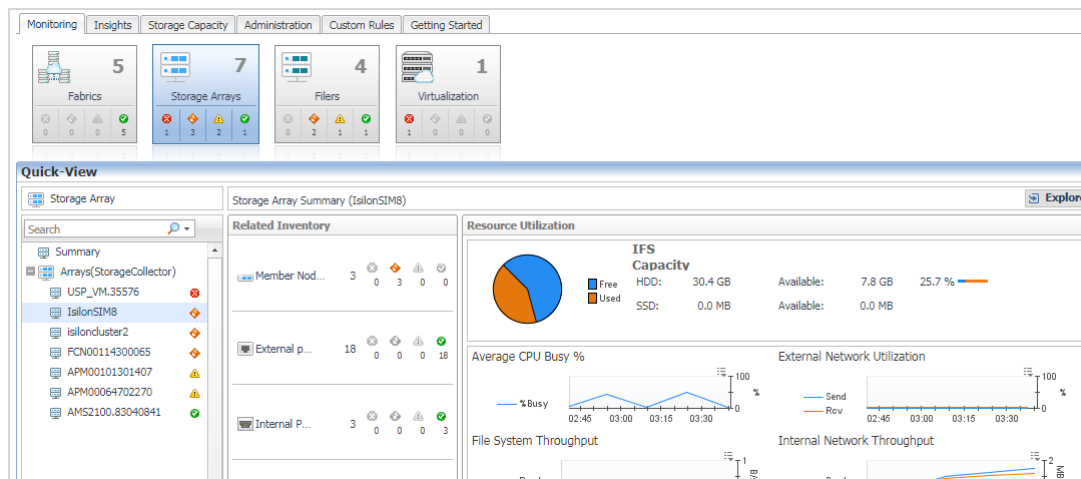 Monitoring Insights Storage Capacity Administration Custom Rules Getting Started
5 7 4 1
Fabrics Storage Arrays Filers Virtualization
0 0 0 5 1 3 2 1 0 2 1 1 1 0 0 0
Quick-View
Storage Array
Storage Array Summary (IsilonSIM8)
Explore
Search
Summary
Arrays(StorageCollector)
USP_VM.35576
IsilonSIM8
isiloncluster2
FCN00114300065
APM00101301407
APM00064702270
AMS2100.83040841
Related Inventory
Member Nod... 3 0 3 0 0
External p... 18 0 0 0 18
Internal P... 3 0 0 0 3
Resource Utilization
IFS
Capacity
Free
Used
HDD: 30.4 GB Available: 7.8 GB 25.7 %
SSD: 0.0 MB Available: 0.0 MB
Average CPU Busy %
%Busy
100
%
0
02:45 03:00 03:15 03:30
External Network Utilization
Send
Rcv
100
%
0
02:45 03:00 03:15 03:30
File System Throughput
1
Internal Network Throughput
2
MB